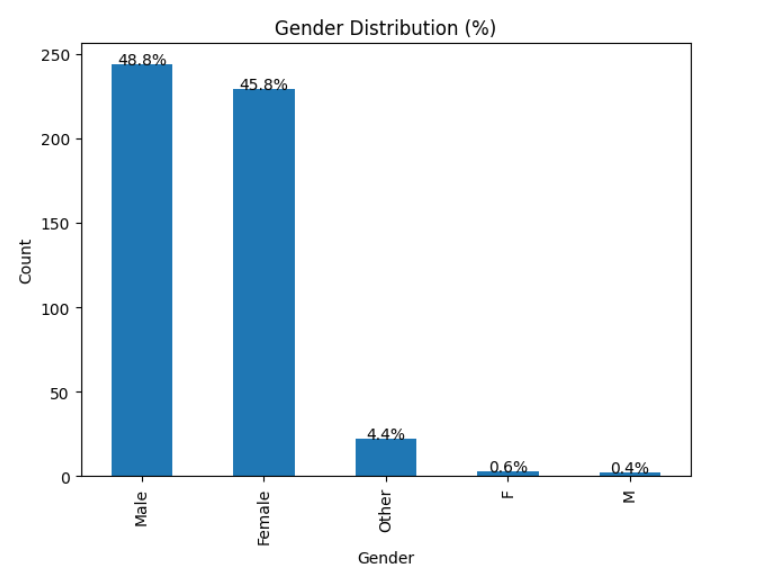 Gender Distribution (%)
250
200
150
100
50
0
Count
48.8%
45.8%
4.4%
0.6%
0.4%
Male
Female
Other
F
M
Gender